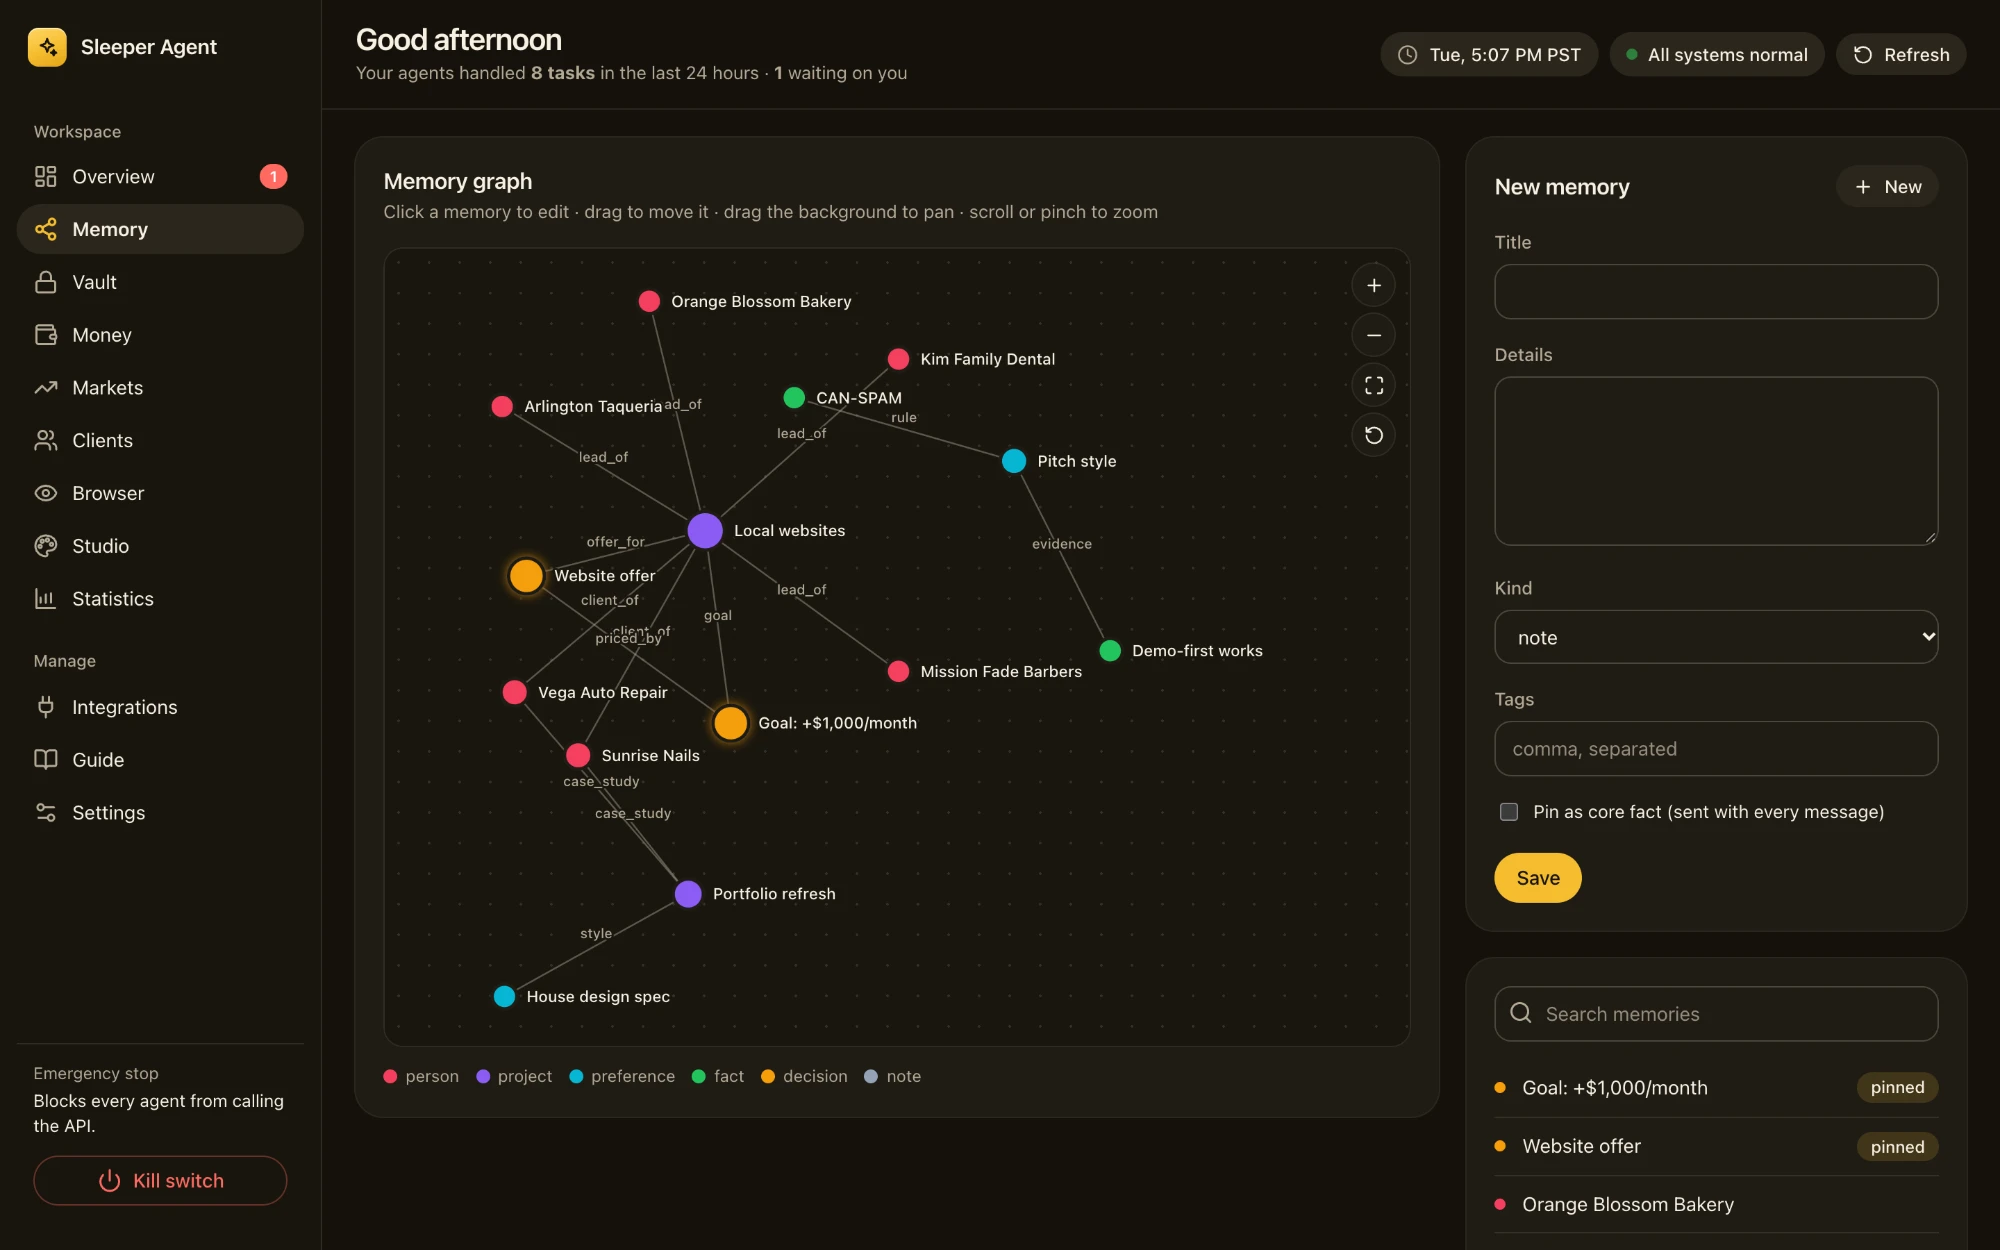 Sleeper Agent
Workspace
Overview
1
Memory
Vault
Money
Markets
Clients
Browser
Studio
Statistics
Manage
Integrations
Guide
Settings
Emergency stop
Blocks every agent from calling
the API.
Kill switch
Good afternoon
Your agents handled 8 tasks in the last 24 hours · 1 waiting on you
Tue, 5:07 PM PST
All systems normal
Refresh
Memory graph
Click a memory to edit · drag to move it · drag the background to pan · scroll or pinch to zoom
Orange Blossom Bakery
Kim Family Dental
CAN-SPAM
Arlington Taqueria
ad_of
rule
lead_of
lead_of
Pitch style
Local websites
offer_for
evidence
Website offer
lead_of
client_of
goal
client_of
priced_by
Demo-first works
Mission Fade Barbers
Vega Auto Repair
Goal: +$1,000/month
Sunrise Nails
case_study
case_study
Portfolio refresh
style
House design spec
person
project
preference
fact
decision
note
New memory
+ New
Title
Details
Kind
note
Tags
comma, separated
Pin as core fact (sent with every message)
Save
Search memories
Goal: +$1,000/month
pinned
Website offer
pinned
Orange Blossom Bakery